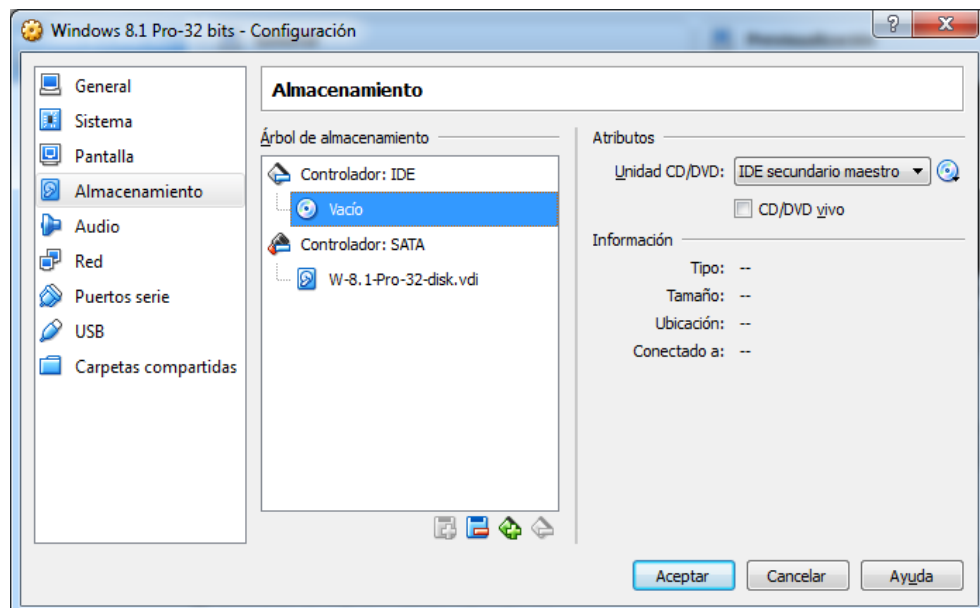 Windows 8.1 Pro-32 bits - Configuración
General
Sistema
Pantalla
Almacenamiento
Audio
Red
Puertos serie
USB
Carpetas compartidas
Almacenamiento
Árbol de almacenamiento
Controlador: IDE
Vacío
Controlador: SATA
W-8.1-Pro-32-disk.vdi
Atributos
Unidad CD/DVD: IDE secundario maestro
CD/DVD vivo
Información
Tipo: --
Tamaño: --
Ubicación: --
Conectado a: --
Aceptar Cancelar Ayuda